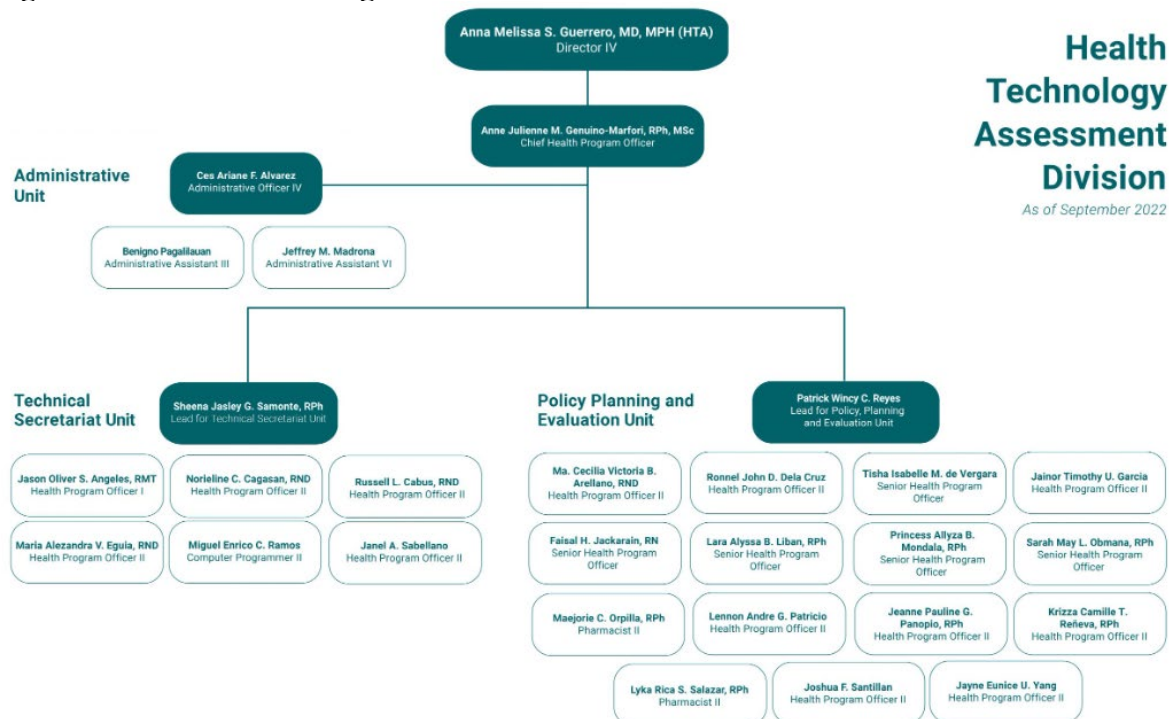 Anna Melissa S. Guerrero, MD, MPH (HTA)
Director IV
Health
Technology
Assessment
Division
As of September 2022
Anne Julienne M. Genuino-Marfori, RPh, MSc
Chief Health Program Officer
Administrative
Unit
Ces Ariane F. Alvarez
Administrative Officer IV
Benigno Pagaliluan
Administrative Assistant III
Jeffrey M. Madrona
Administrative Assistant VI
Technical
Secretariat Unit
Sheena Jasley G. Samonte, RPh
Lead for Technical Secretariat Unit
Jason Oliver S. Angeles, RMT
Health Program Officer I
Norieline C. Cagasan, RND
Health Program Officer II
Russell L. Cabus, RND
Health Program Officer II
Maria Alezandra V. Eguia, RND
Health Program Officer II
Miguel Enrico C. Ramos
Computer Programmer II
Janel A. Sabellano
Health Program Officer II
Policy Planning and
Evaluation Unit
Patrick Wincy C. Reyes
Lead for Policy, Planning
and Evaluation Unit
Ma. Cecilia Victoria B.
Arellano, RND
Health Program Officer II
Ronnel John D. Dela Cruz
Health Program Officer II
Tisha Isabelle M. de Vergara
Senior Health Program
Officer
Jainor Timothy U. Garcia
Health Program Officer II
Faisal H. Jackarain, RN
Senior Health Program
Officer
Lara Alyssa B. Liban, RPh
Senior Health Program
Officer
Princess Allyza B.
Mondala, RPh
Senior Health Program
Officer
Sarah May L. Obmana, RPh
Senior Health Program
Officer
Maejorie C. Orpilla, RPh
Pharmacist II
Lennon Andre G. Patricio
Health Program Officer II
Jeanne Pauline G.
Panopio, RPh
Health Program Officer II
Krizza Camille T.
Reñeva, RPh
Health Program Officer II
Lyka Rica S. Salazar, RPh
Pharmacist II
Joshua F. Santillan
Health Program Officer II
Jayne Eunice U. Yang
Health Program Officer II